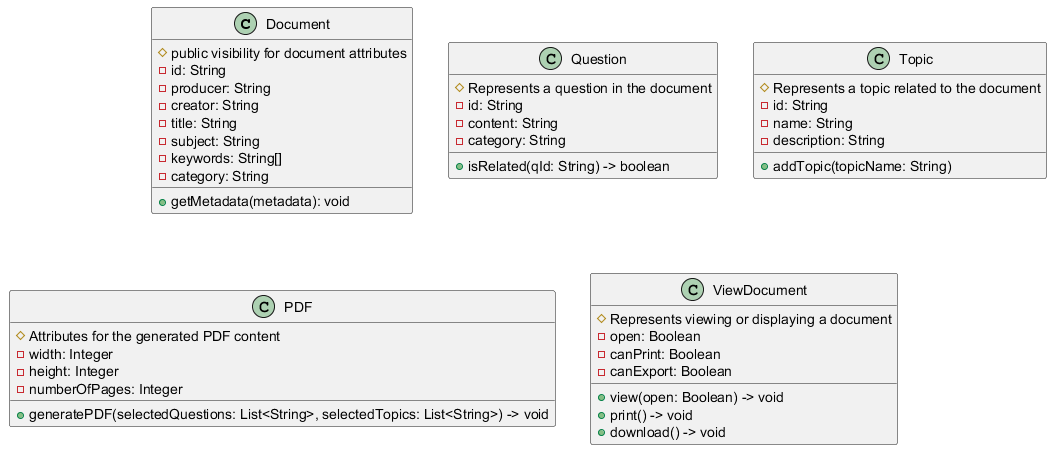 C Document
public visibility for document attributes
id: String
producer: String
creator: String
title: String
subject: String
keywords: String[]
category: String
getMetadata(metadata): void
C Question
Represents a question in the document
id: String
content: String
category: String
isRelated(qId: String) -> boolean
C Topic
Represents a topic related to the document
id: String
name: String
description: String
addTopic(topicName: String)
C PDF
Attributes for the generated PDF content
width: Integer
height: Integer
numberOfPages: Integer
generatePDF(selectedQuestions: List<String>, selectedTopics: List<String>) -> void
C ViewDocument
Represents viewing or displaying a document
open: Boolean
canPrint: Boolean
canExport: Boolean
view(open: Boolean) -> void
print() -> void
download() -> void